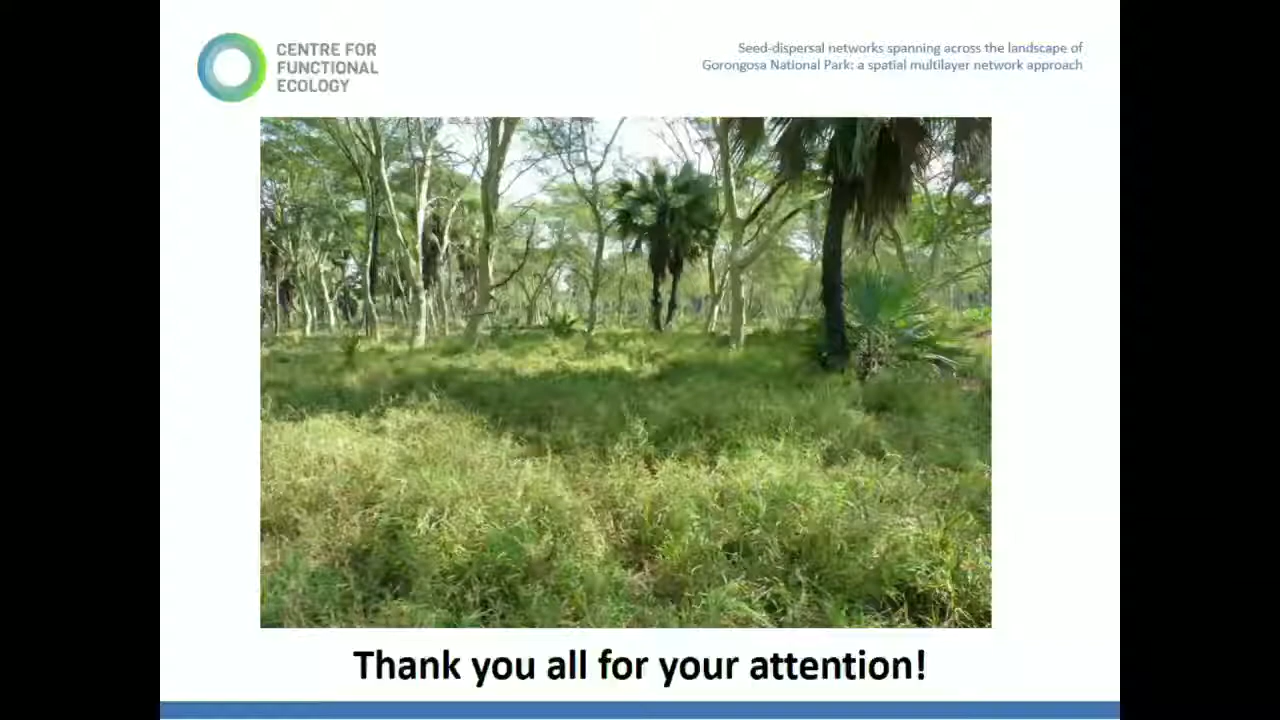 CENTRE FOR
FUNCTIONAL
ECOLOGY
Seed-dispersal networks spanning across the landscape of
Gorongosa National Park: a spatial multilayer network approach
Thank you all for your attention!